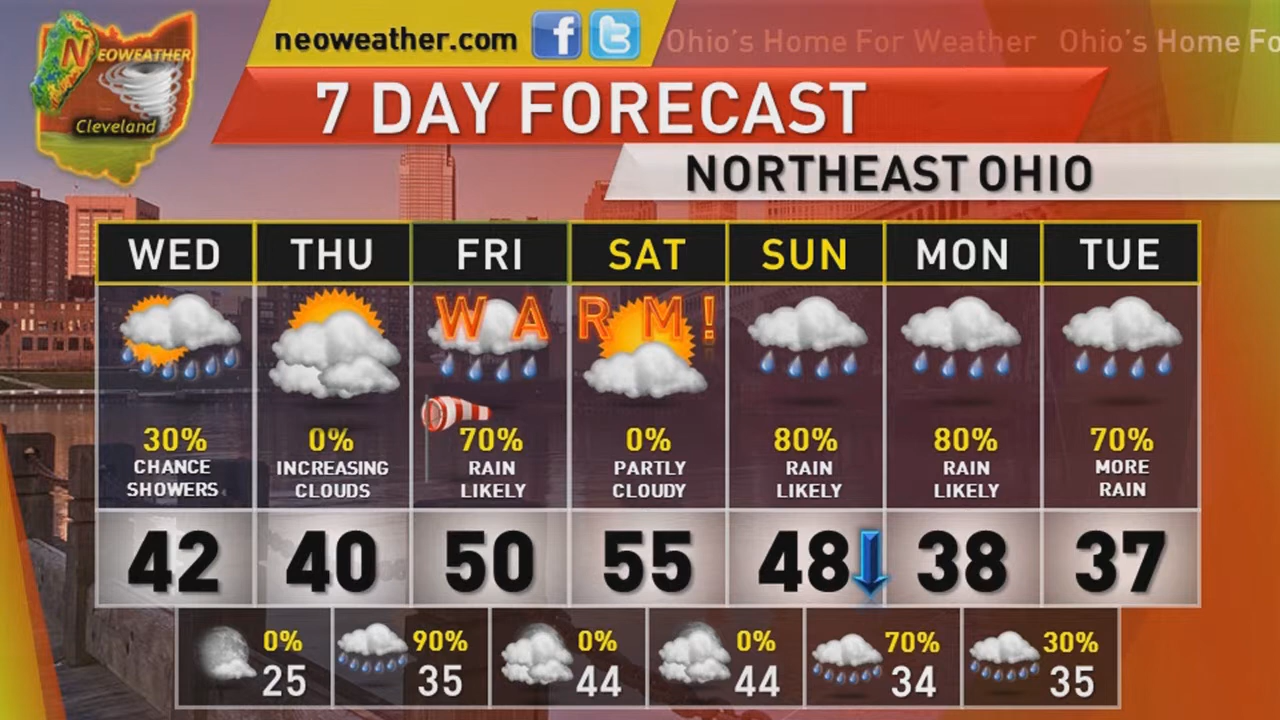 NEOWEATHER
Cleveland
neoweather.com f t
Ohio's Home For Weather Ohio's Home Fo
7 DAY FORECAST
NORTHEAST OHIO
WED THU FRI SAT SUN MON TUE
WARM!
30% 0% 70% 0% 80% 80% 70%
CHANCE INCREASING RAIN PARTLY RAIN RAIN MORE
SHOWERS CLOUDS LIKELY CLOUDY LIKELY LIKELY RAIN
42 40 50 55 48 38 37
0% 90% 0% 0% 70% 30%
25 35 44 44 34 35